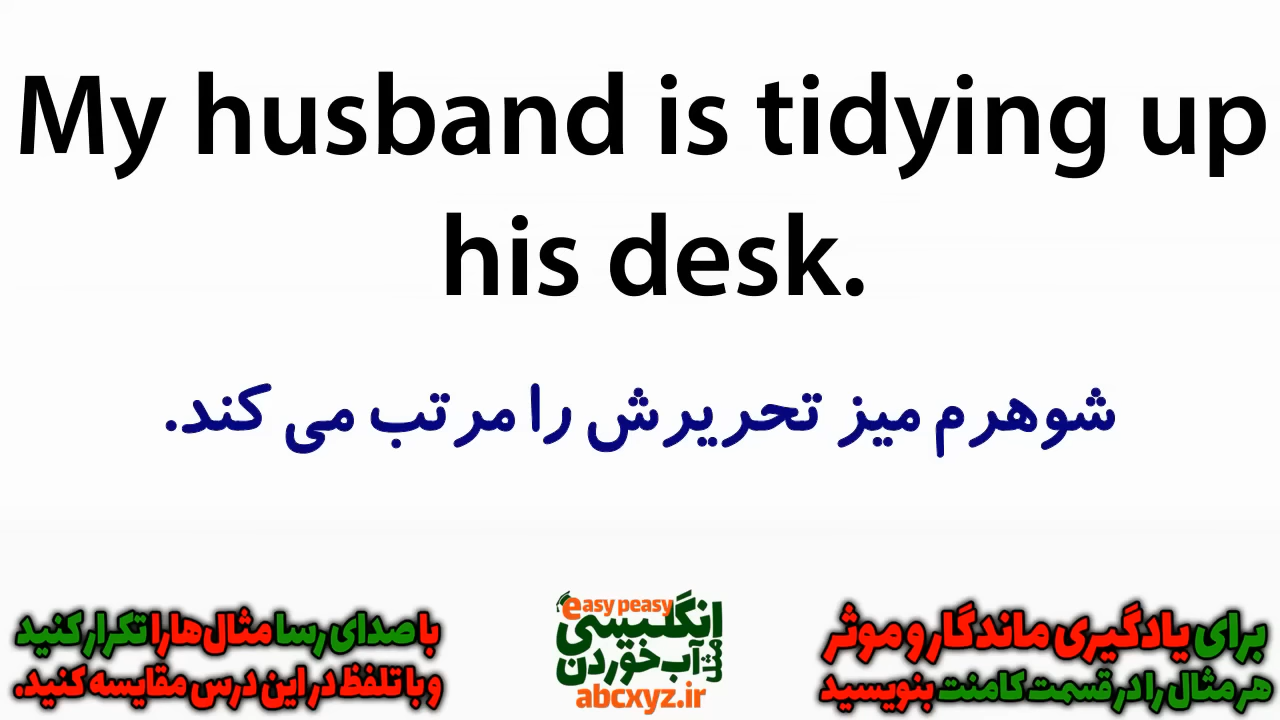 My husband is tidying up
his desk.
شوهرم میز تحریرش را مرتب می کند.
برای یادگیری ماندگار و موثر
هر مثال را در قسمت کامنت بنویسید
easy peasy
انگلیسی
مثل آب خوردن
abcxyz.ir
با صدای رسا مثال‌ها را تکرار کنید
و با تلفظ در این درس مقایسه کنید.